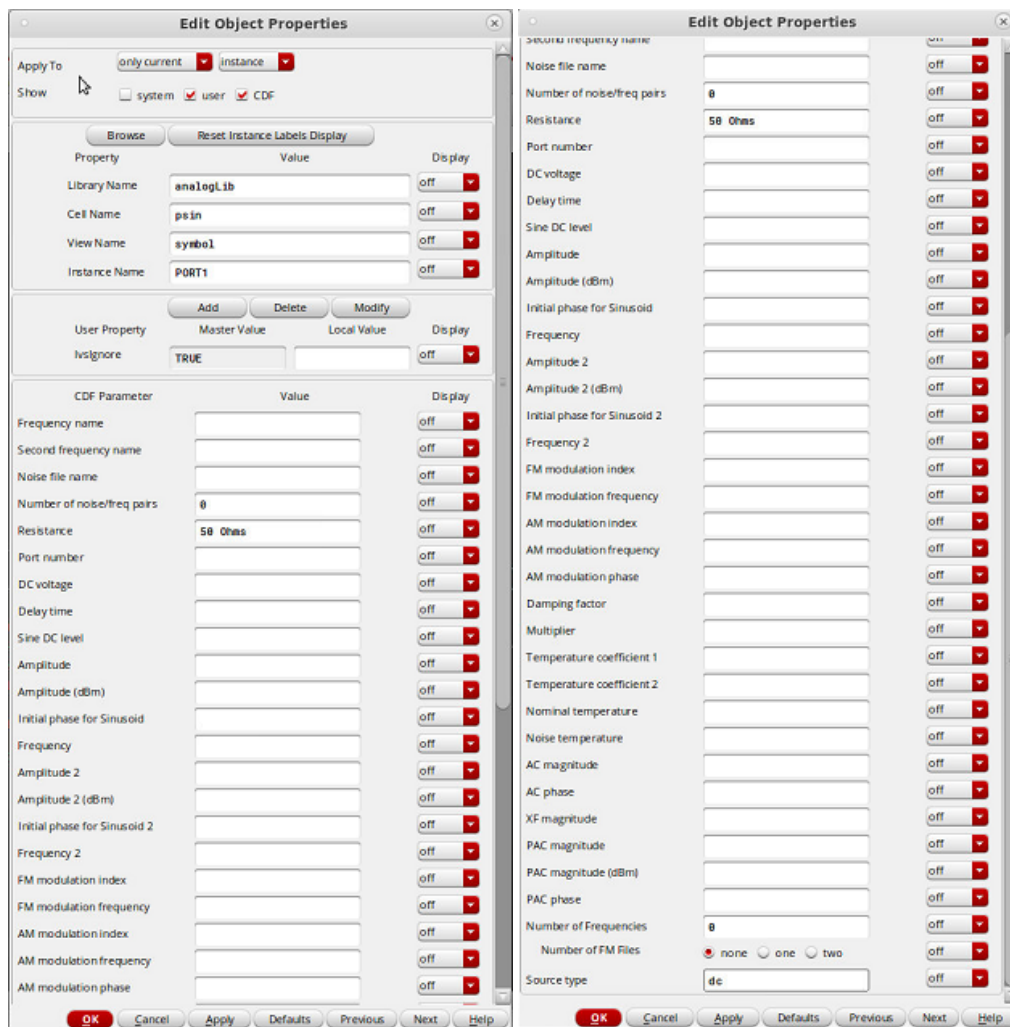 Edit Object Properties
Apply To only current instance
Show system user CDF
Browse Reset Instance Labels Display
Property Value Display
Library Name analogLib off
Cell Name psin off
View Name symbol off
Instance Name PORT1 off
Add Delete Modify
User Property Master Value Local Value Display
lvsIgnore TRUE off
CDF Parameter Value Display
Frequency name off
Second frequency name off
Noise file name off
Number of noise/freq pairs 0 off
Resistance 50 Ohms off
Port number off
DC voltage off
Delay time off
Sine DC level off
Amplitude off
Amplitude (dBm) off
Initial phase for Sinusoid off
Frequency off
Amplitude 2 off
Amplitude 2 (dBm) off
Initial phase for Sinusoid 2 off
Frequency 2 off
FM modulation index off
FM modulation frequency off
AM modulation index off
AM modulation frequency off
AM modulation phase off
OK Cancel Apply Defaults Previous Next Help
Edit Object Properties
Second frequency name off
Noise file name off
Number of noise/freq pairs 0 off
Resistance 50 Ohms off
Port number off
DC voltage off
Delay time off
Sine DC level off
Amplitude off
Amplitude (dBm) off
Initial phase for Sinusoid off
Frequency off
Amplitude 2 off
Amplitude 2 (dBm) off
Initial phase for Sinusoid 2 off
Frequency 2 off
FM modulation index off
FM modulation frequency off
AM modulation index off
AM modulation frequency off
AM modulation phase off
Damping factor off
Multiplier off
Temperature coefficient 1 off
Temperature coefficient 2 off
Nominal temperature off
Noise temperature off
AC magnitude off
AC phase off
XF magnitude off
PAC magnitude off
PAC magnitude (dBm) off
PAC phase off
Number of Frequencies 0 off
Number of FM Files none one two off
Source type dc off
OK Cancel Apply Defaults Previous Next Help